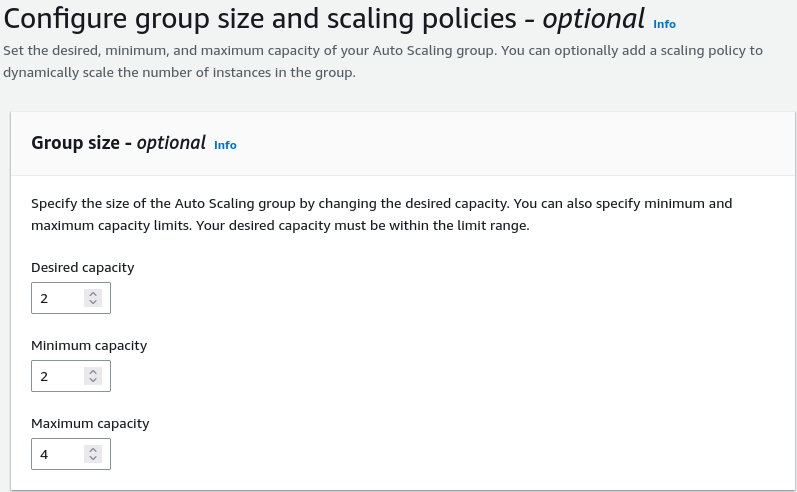 Configure group size and scaling policies - optional Info
Set the desired, minimum, and maximum capacity of your Auto Scaling group. You can optionally add a scaling policy to
dynamically scale the number of instances in the group.
Group size - optional Info
Specify the size of the Auto Scaling group by changing the desired capacity. You can also specify minimum and
maximum capacity limits. Your desired capacity must be within the limit range.
Desired capacity
2
Minimum capacity
2
Maximum capacity
4